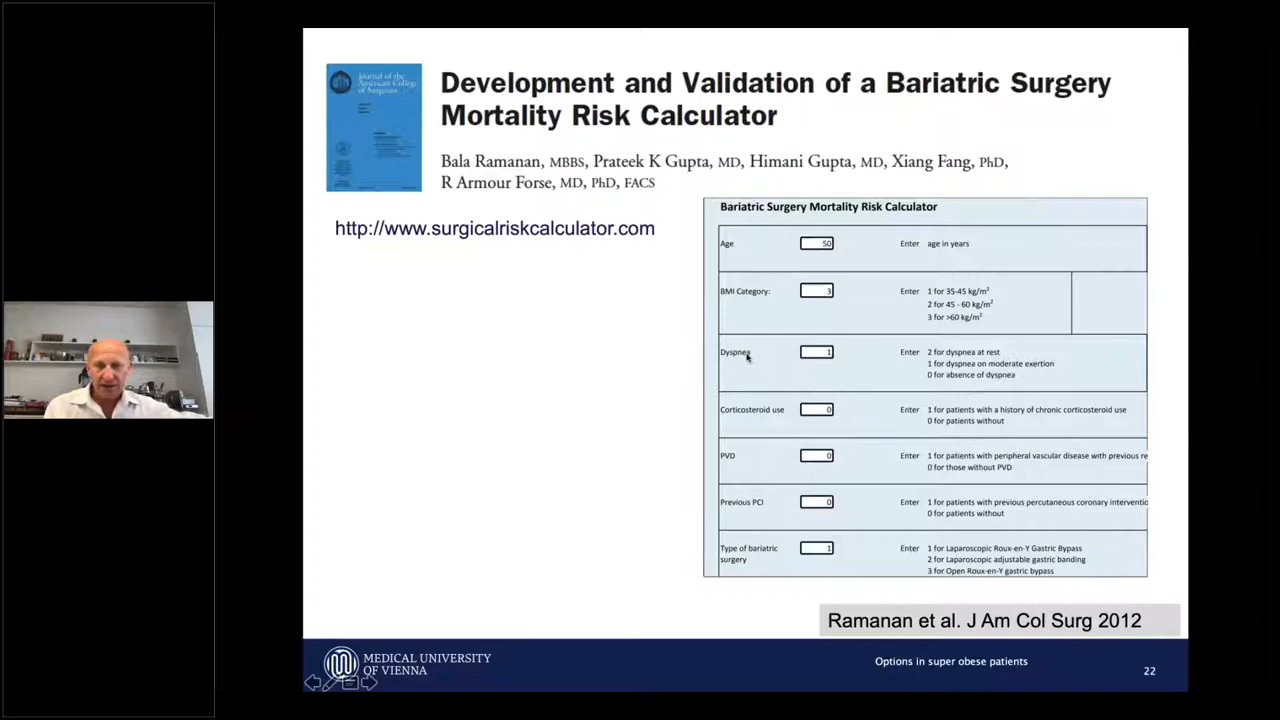 Journal of the
American College
of Surgeons
Development and Validation of a Bariatric Surgery
Mortality Risk Calculator
Bala Ramanan, MBBS, Prateek K Gupta, MD, Himani Gupta, MD, Xiang Fang, PhD,
R Armour Forse, MD, PhD, FACS
http://www.surgicalriskcalculator.com
Bariatric Surgery Mortality Risk Calculator
Age 50 Enter age in years
BMI Category: 3 Enter 1 for 35-45 kg/m²
2 for 45 - 60 kg/m²
3 for >60 kg/m²
Dyspnea 1 Enter 2 for dyspnea at rest
1 for dyspnea on moderate exertion
0 for absence of dyspnea
Corticosteroid use 0 Enter 1 for patients with a history of chronic corticosteroid use
0 for patients without
PVD 0 Enter 1 for patients with peripheral vascular disease with previous re
0 for those without PVD
Previous PCI 0 Enter 1 for patients with previous percutaneous coronary interventio
0 for patients without
Type of bariatric 1 Enter 1 for Laparoscopic Roux-en-Y Gastric Bypass
surgery 2 for Laparoscopic adjustable gastric banding
3 for Open Roux-en-Y gastric bypass
Ramanan et al. J Am Col Surg 2012
MEDICAL UNIVERSITY
OF VIENNA
Options in super obese patients
22